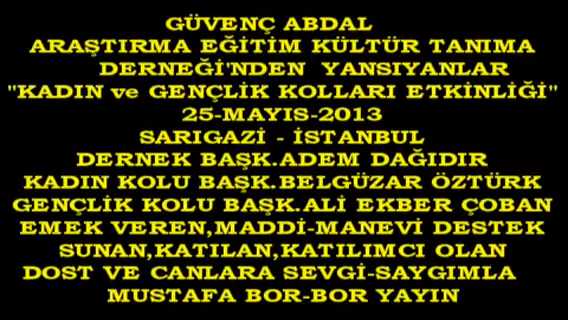 GÜVENÇ ABDAL
ARAŞTIRMA EĞİTİM KÜLTÜR TANIMA
DERNEĞİ'NDEN YANSIYANLAR
"KADIN ve GENÇLİK KOLLARI ETKİNLİĞİ"
25-MAYIS-2013
SARIGAZİ - İSTANBUL
DERNEK BAŞK.ADEM DAĞIDIR
KADIN KOLU BAŞK.BELGÜZAR ÖZTÜRK
GENÇLİK KOLU BAŞK.ALİ EKBER ÇOBAN
EMEK VEREN,MADDİ-MANEVİ DESTEK
SUNAN,KATILAN,KATILIMCI OLAN
DOST VE CANLARA SEVGİ-SAYGIMLA
MUSTAFA BOR-BOR YAYIN